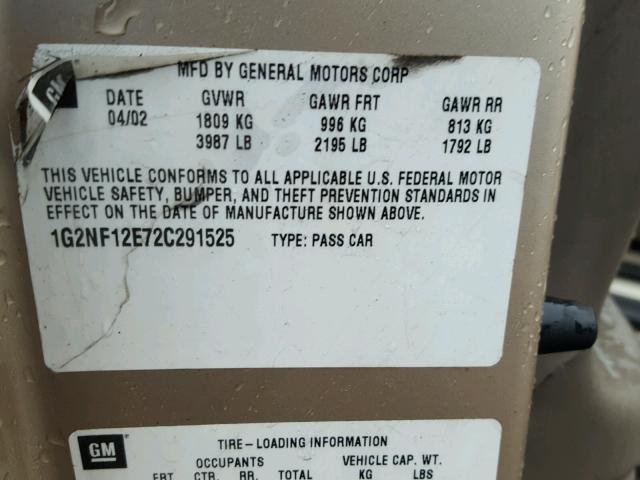 GM
MFD BY GENERAL MOTORS CORP
DATE GVWR GAWR FRT GAWR RR
04/02 1809 KG 996 KG 813 KG
3987 LB 2195 LB 1792 LB
THIS VEHICLE CONFORMS TO ALL APPLICABLE U.S. FEDERAL MOTOR
VEHICLE SAFETY, BUMPER, AND THEFT PREVENTION STANDARDS IN
EFFECT ON THE DATE OF MANUFACTURE SHOWN ABOVE.
1G2NF12E72C291525 TYPE: PASS CAR
GM
TIRE-LOADING INFORMATION
OCCUPANTS VEHICLE CAP. WT.
FRT CTR. RR. TOTAL KG LBS